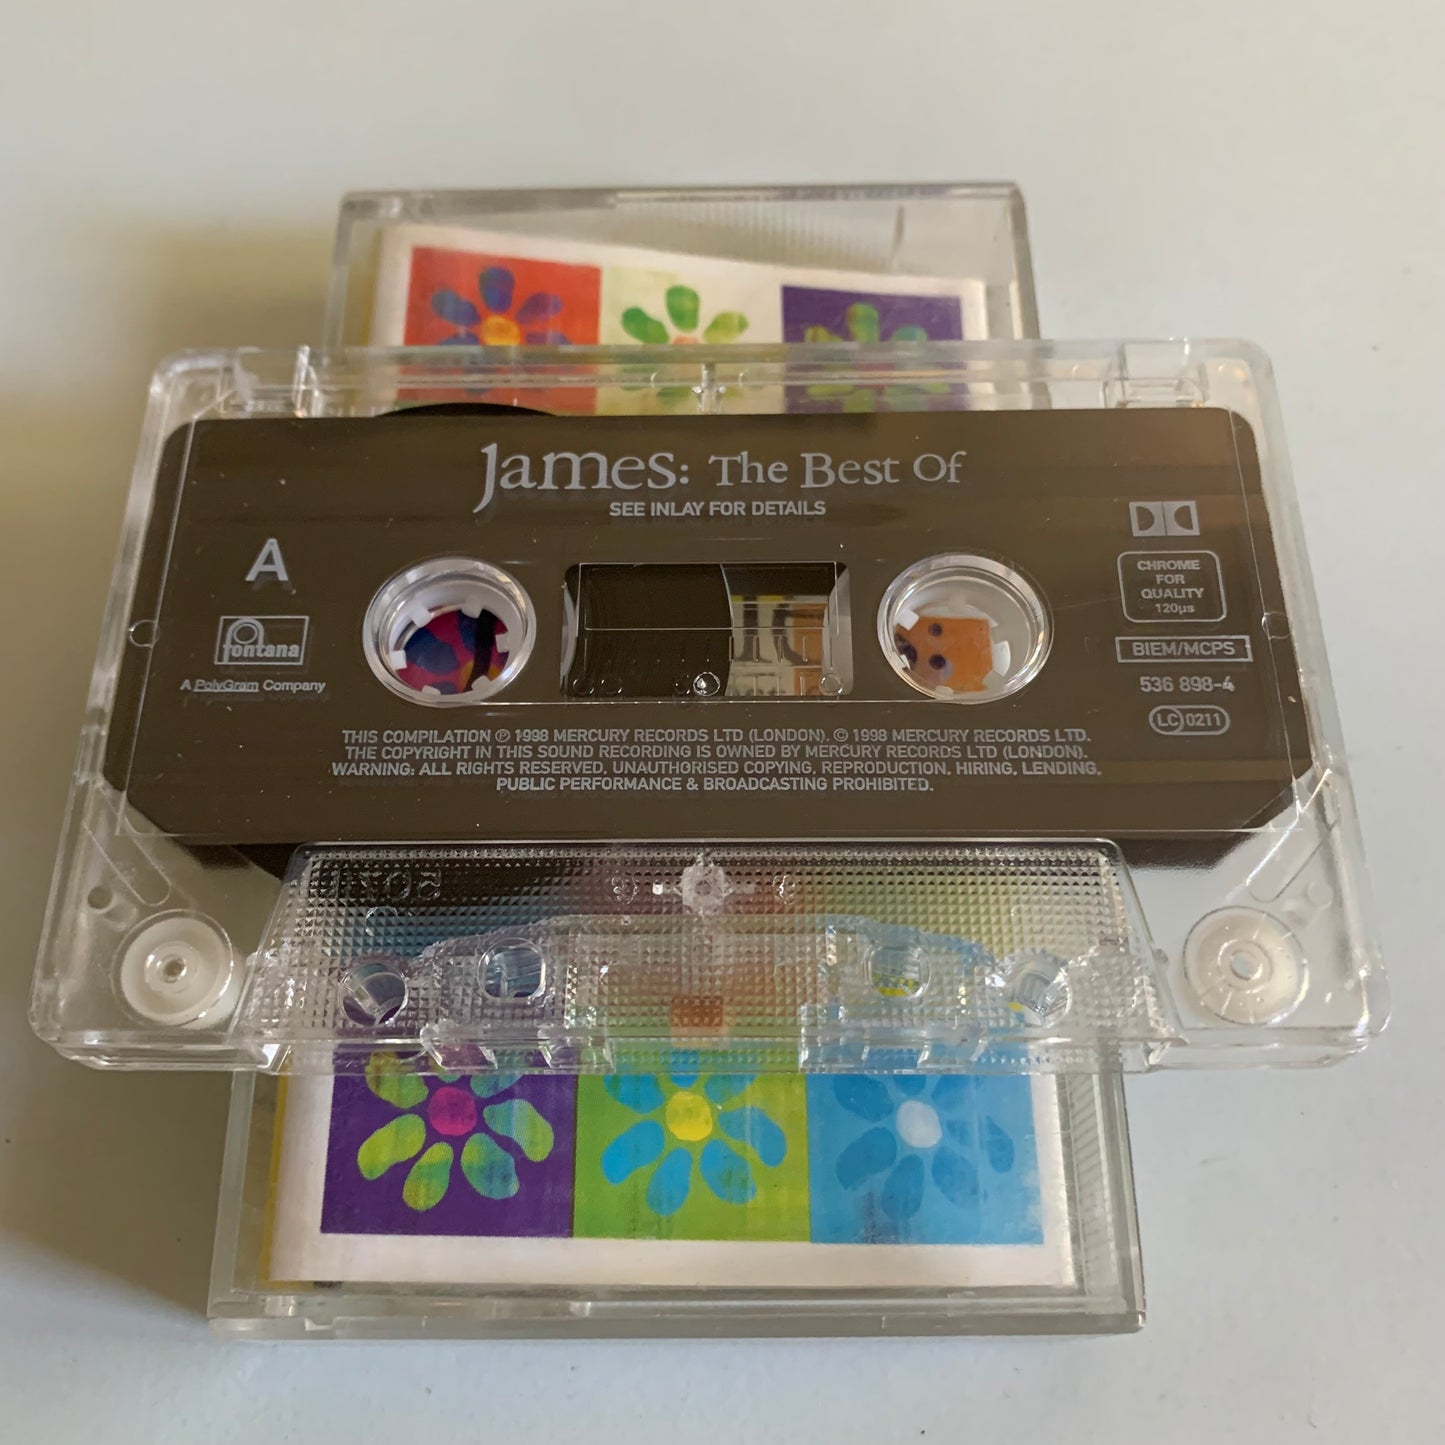 James: The Best Of
SEE INLAY FOR DETAILS
A
fontana
A PolyGram Company
CHROME
FOR
QUALITY
120µs
BIEM/MCPS
536 898-4
LC 0211
THIS COMPILATION ℗ 1998 MERCURY RECORDS LTD (LONDON). © 1998 MERCURY RECORDS LTD.
THE COPYRIGHT IN THIS SOUND RECORDING IS OWNED BY MERCURY RECORDS LTD (LONDON).
WARNING: ALL RIGHTS RESERVED. UNAUTHORISED COPYING, REPRODUCTION, HIRING, LENDING,
PUBLIC PERFORMANCE & BROADCASTING PROHIBITED.